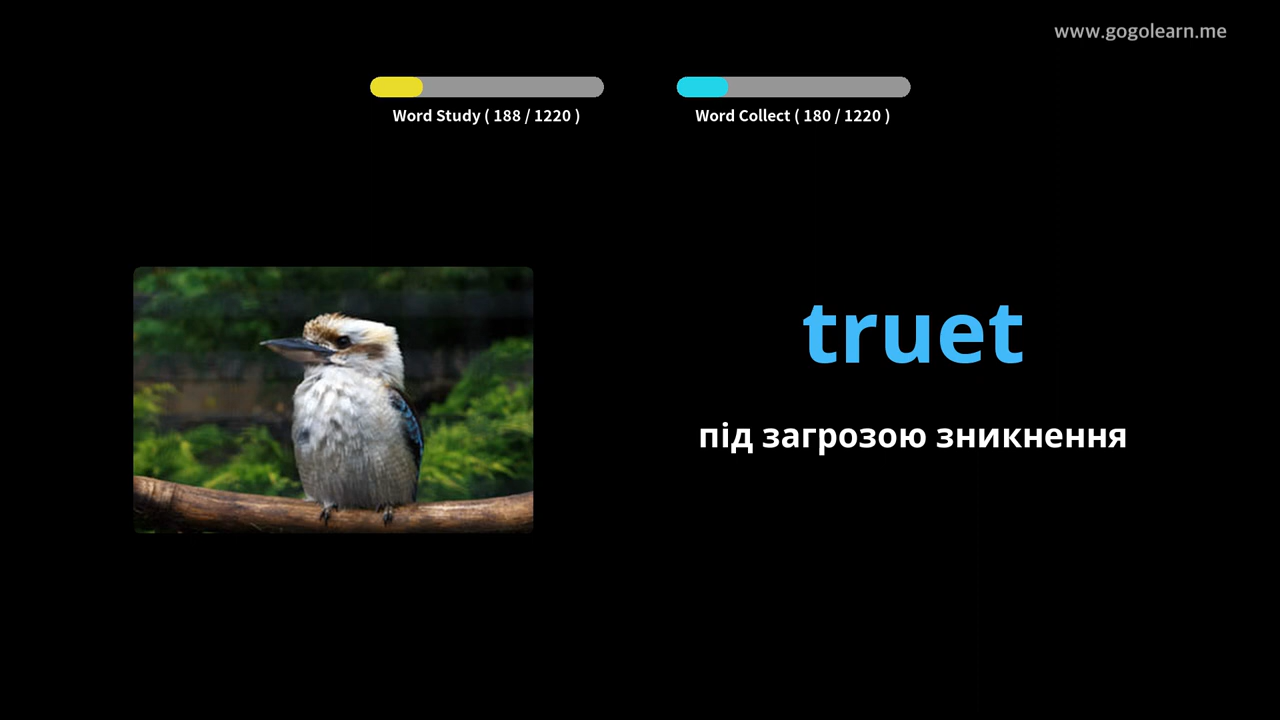 www.gogolearn.me
Word Study ( 188 / 1220 )
Word Collect ( 180 / 1220 )
truet
під загрозою зникнення